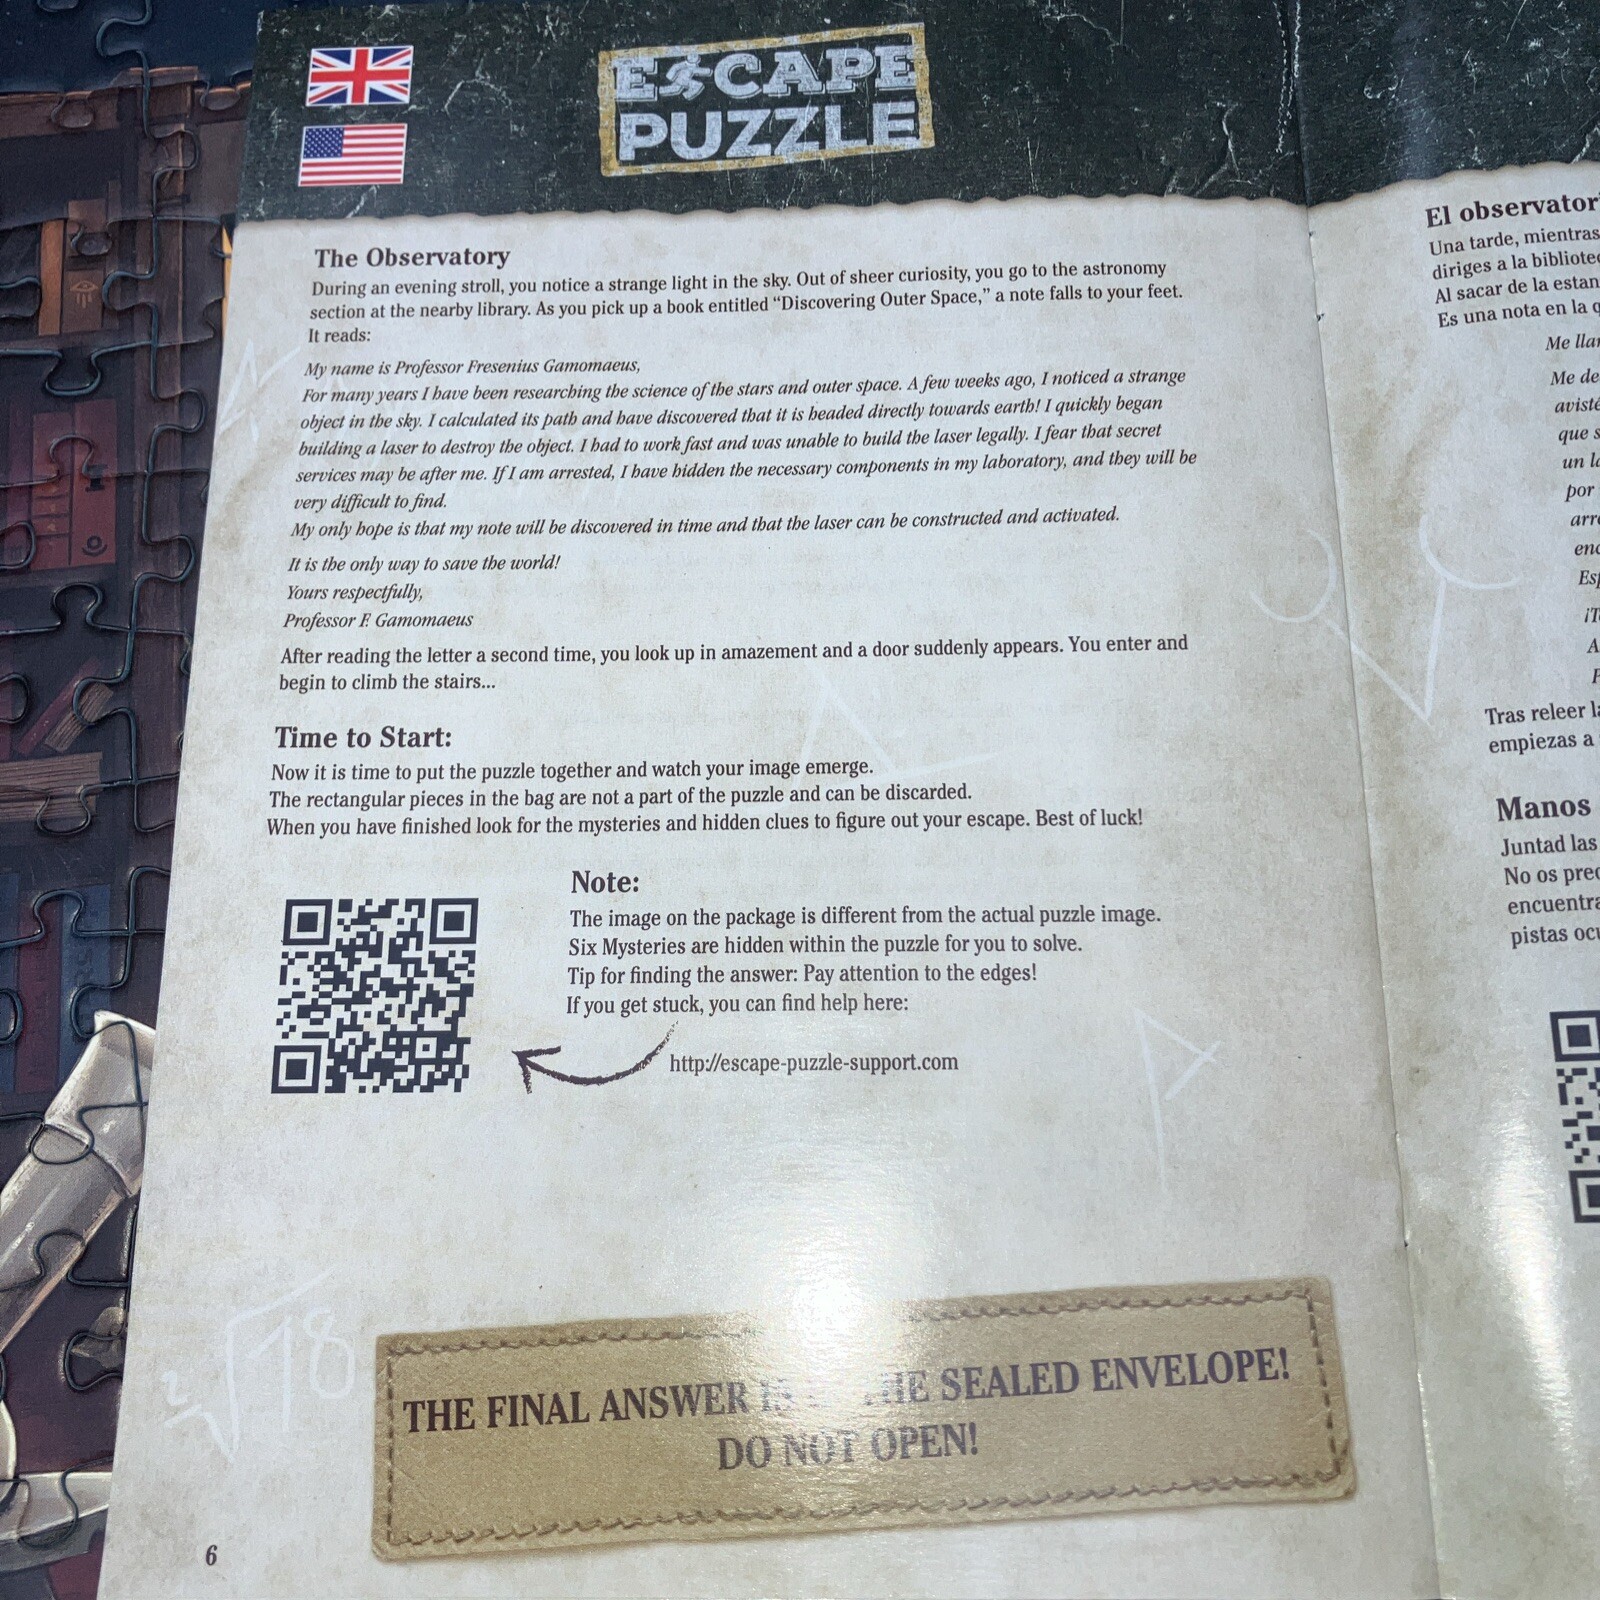 ESCAPE
PUZZLE
The Observatory
During an evening stroll, you notice a strange light in the sky. Out of sheer curiosity, you go to the astronomy
section at the nearby library. As you pick up a book entitled “Discovering Outer Space,” a note falls to your feet.
It reads:
My name is Professor Fresenius Gamomaeus,
For many years I have been researching the science of the stars and outer space. A few weeks ago, I noticed a strange
object in the sky. I calculated its path and have discovered that it is headed directly towards earth! I quickly began
building a laser to destroy the object. I had to work fast and was unable to build the laser legally. I fear that secret
services may be after me. If I am arrested, I have hidden the necessary components in my laboratory, and they will be
very difficult to find.
My only hope is that my note will be discovered in time and that the laser can be constructed and activated.
It is the only way to save the world!
Yours respectfully,
Professor F. Gamomaeus
After reading the letter a second time, you look up in amazement and a door suddenly appears. You enter and
begin to climb the stairs...
Time to Start:
Now it is time to put the puzzle together and watch your image emerge.
The rectangular pieces in the bag are not a part of the puzzle and can be discarded.
When you have finished look for the mysteries and hidden clues to figure out your escape. Best of luck!
Note:
The image on the package is different from the actual puzzle image.
Six Mysteries are hidden within the puzzle for you to solve.
Tip for finding the answer: Pay attention to the edges!
If you get stuck, you can find help here:
http://escape-puzzle-support.com
THE FINAL ANSWER IS IN THE SEALED ENVELOPE!
DO NOT OPEN!
6
El
Una tarde, mientras
diriges a la
Al sacar de la
Es una nota en la
Me
Me
que
un
por
Tras releer
empiezas a
Manos
Juntad las
No os
pistas